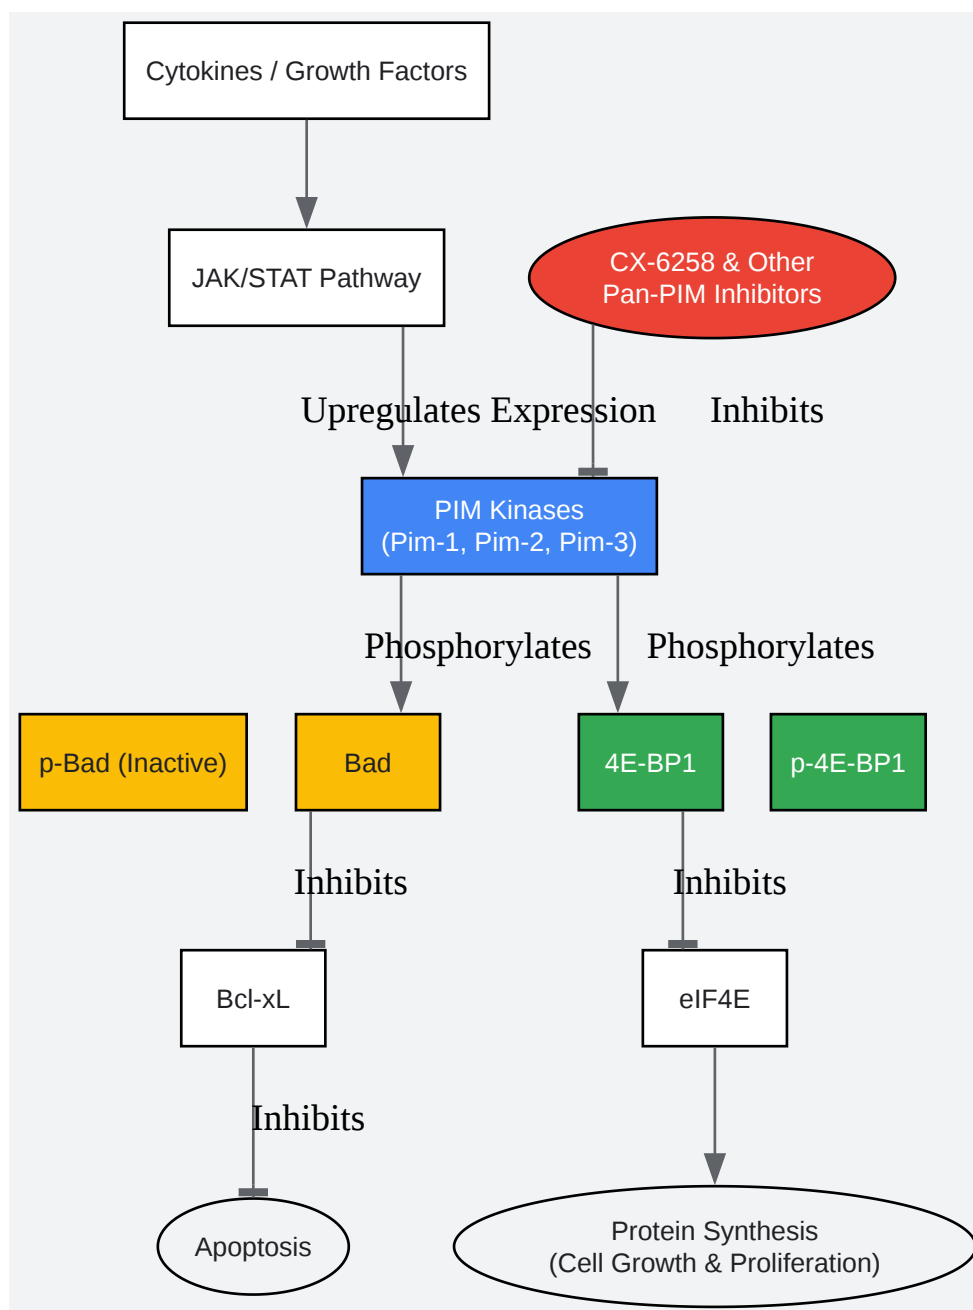 Cytokines / Growth Factors
JAK/STAT Pathway
CX-6258 & Other
Pan-PIM Inhibitors
Upregulates Expression
Inhibits
PIM Kinases
(Pim-1, Pim-2, Pim-3)
Phosphorylates
Phosphorylates
p-Bad (Inactive)
Bad
4E-BP1
p-4E-BP1
Inhibits
Inhibits
Bcl-xL
eIF4E
Inhibits
Apoptosis
Protein Synthesis
(Cell Growth & Proliferation)